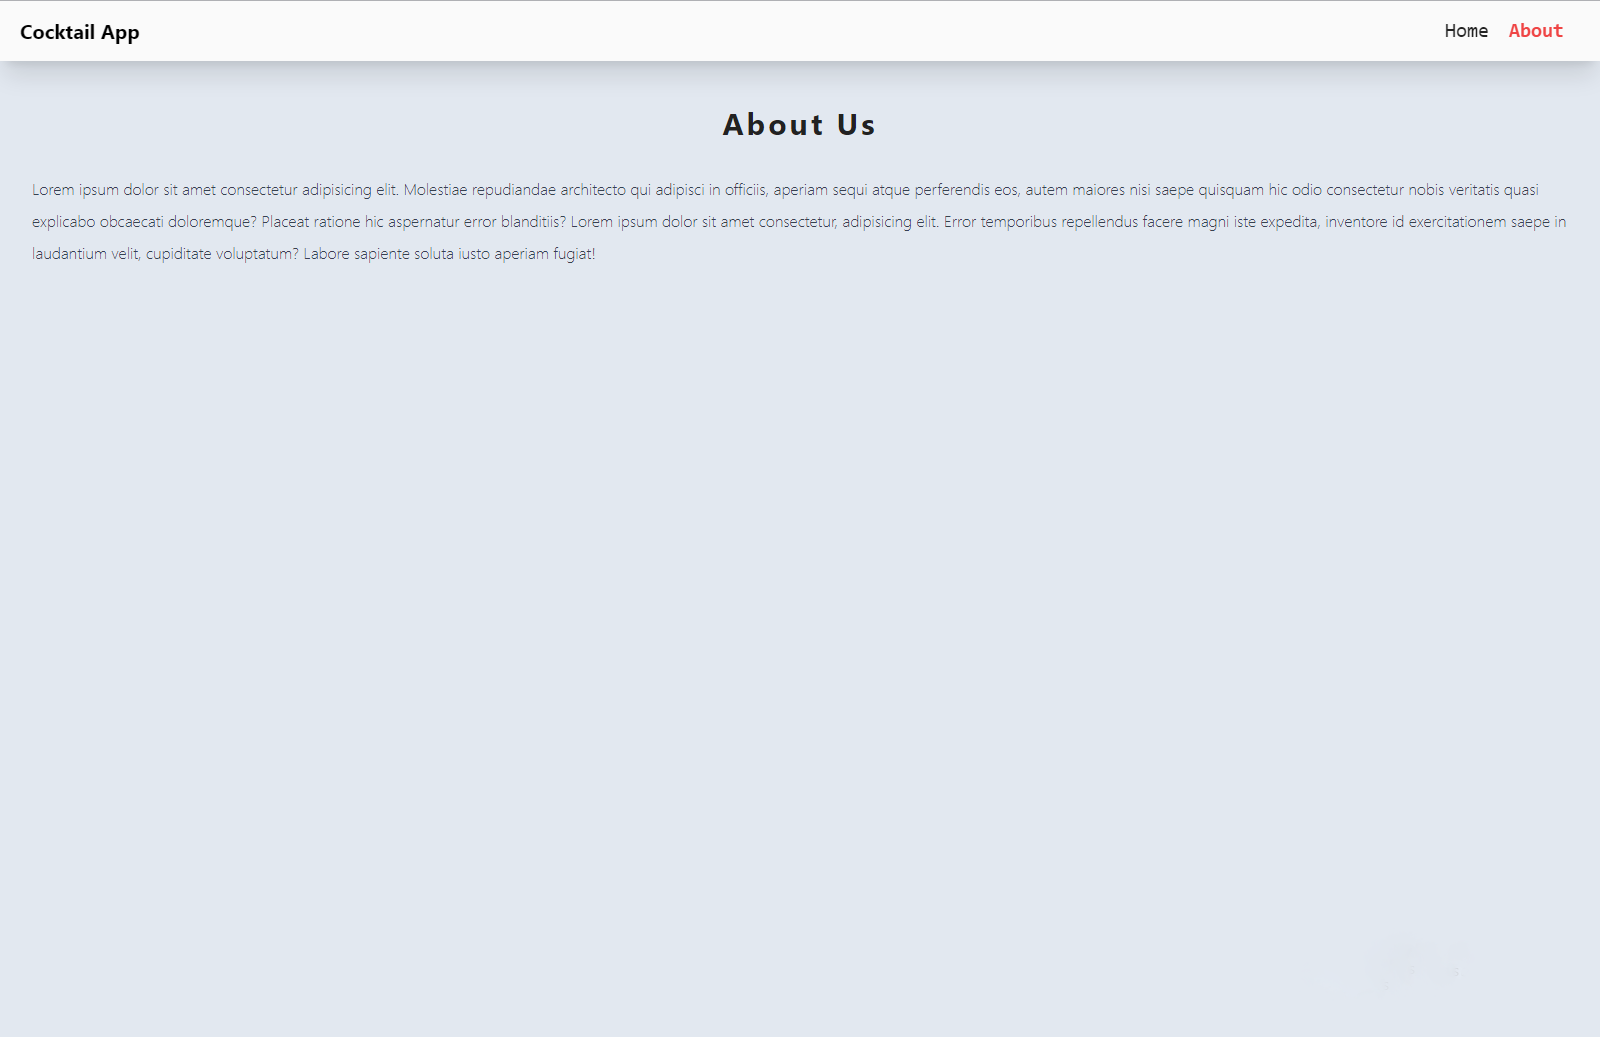 Cocktail App
Home About
About Us
Lorem ipsum dolor sit amet consectetur adipisicing elit. Molestiae repudiandae architecto qui adipisci in officiis, aperiam sequi atque perferendis eos, autem maiores nisi saepe quisquam hic odio consectetur nobis veritatis quasi
explicabo obcaecati doloremque? Placeat ratione hic aspernatur error blanditiis? Lorem ipsum dolor sit amet consectetur, adipisicing elit. Error temporibus repellendus facere magni iste expedita, inventore id exercitationem saepe in
laudantium velit, cupiditate voluptatum? Labore sapiente soluta iusto aperiam fugiat!